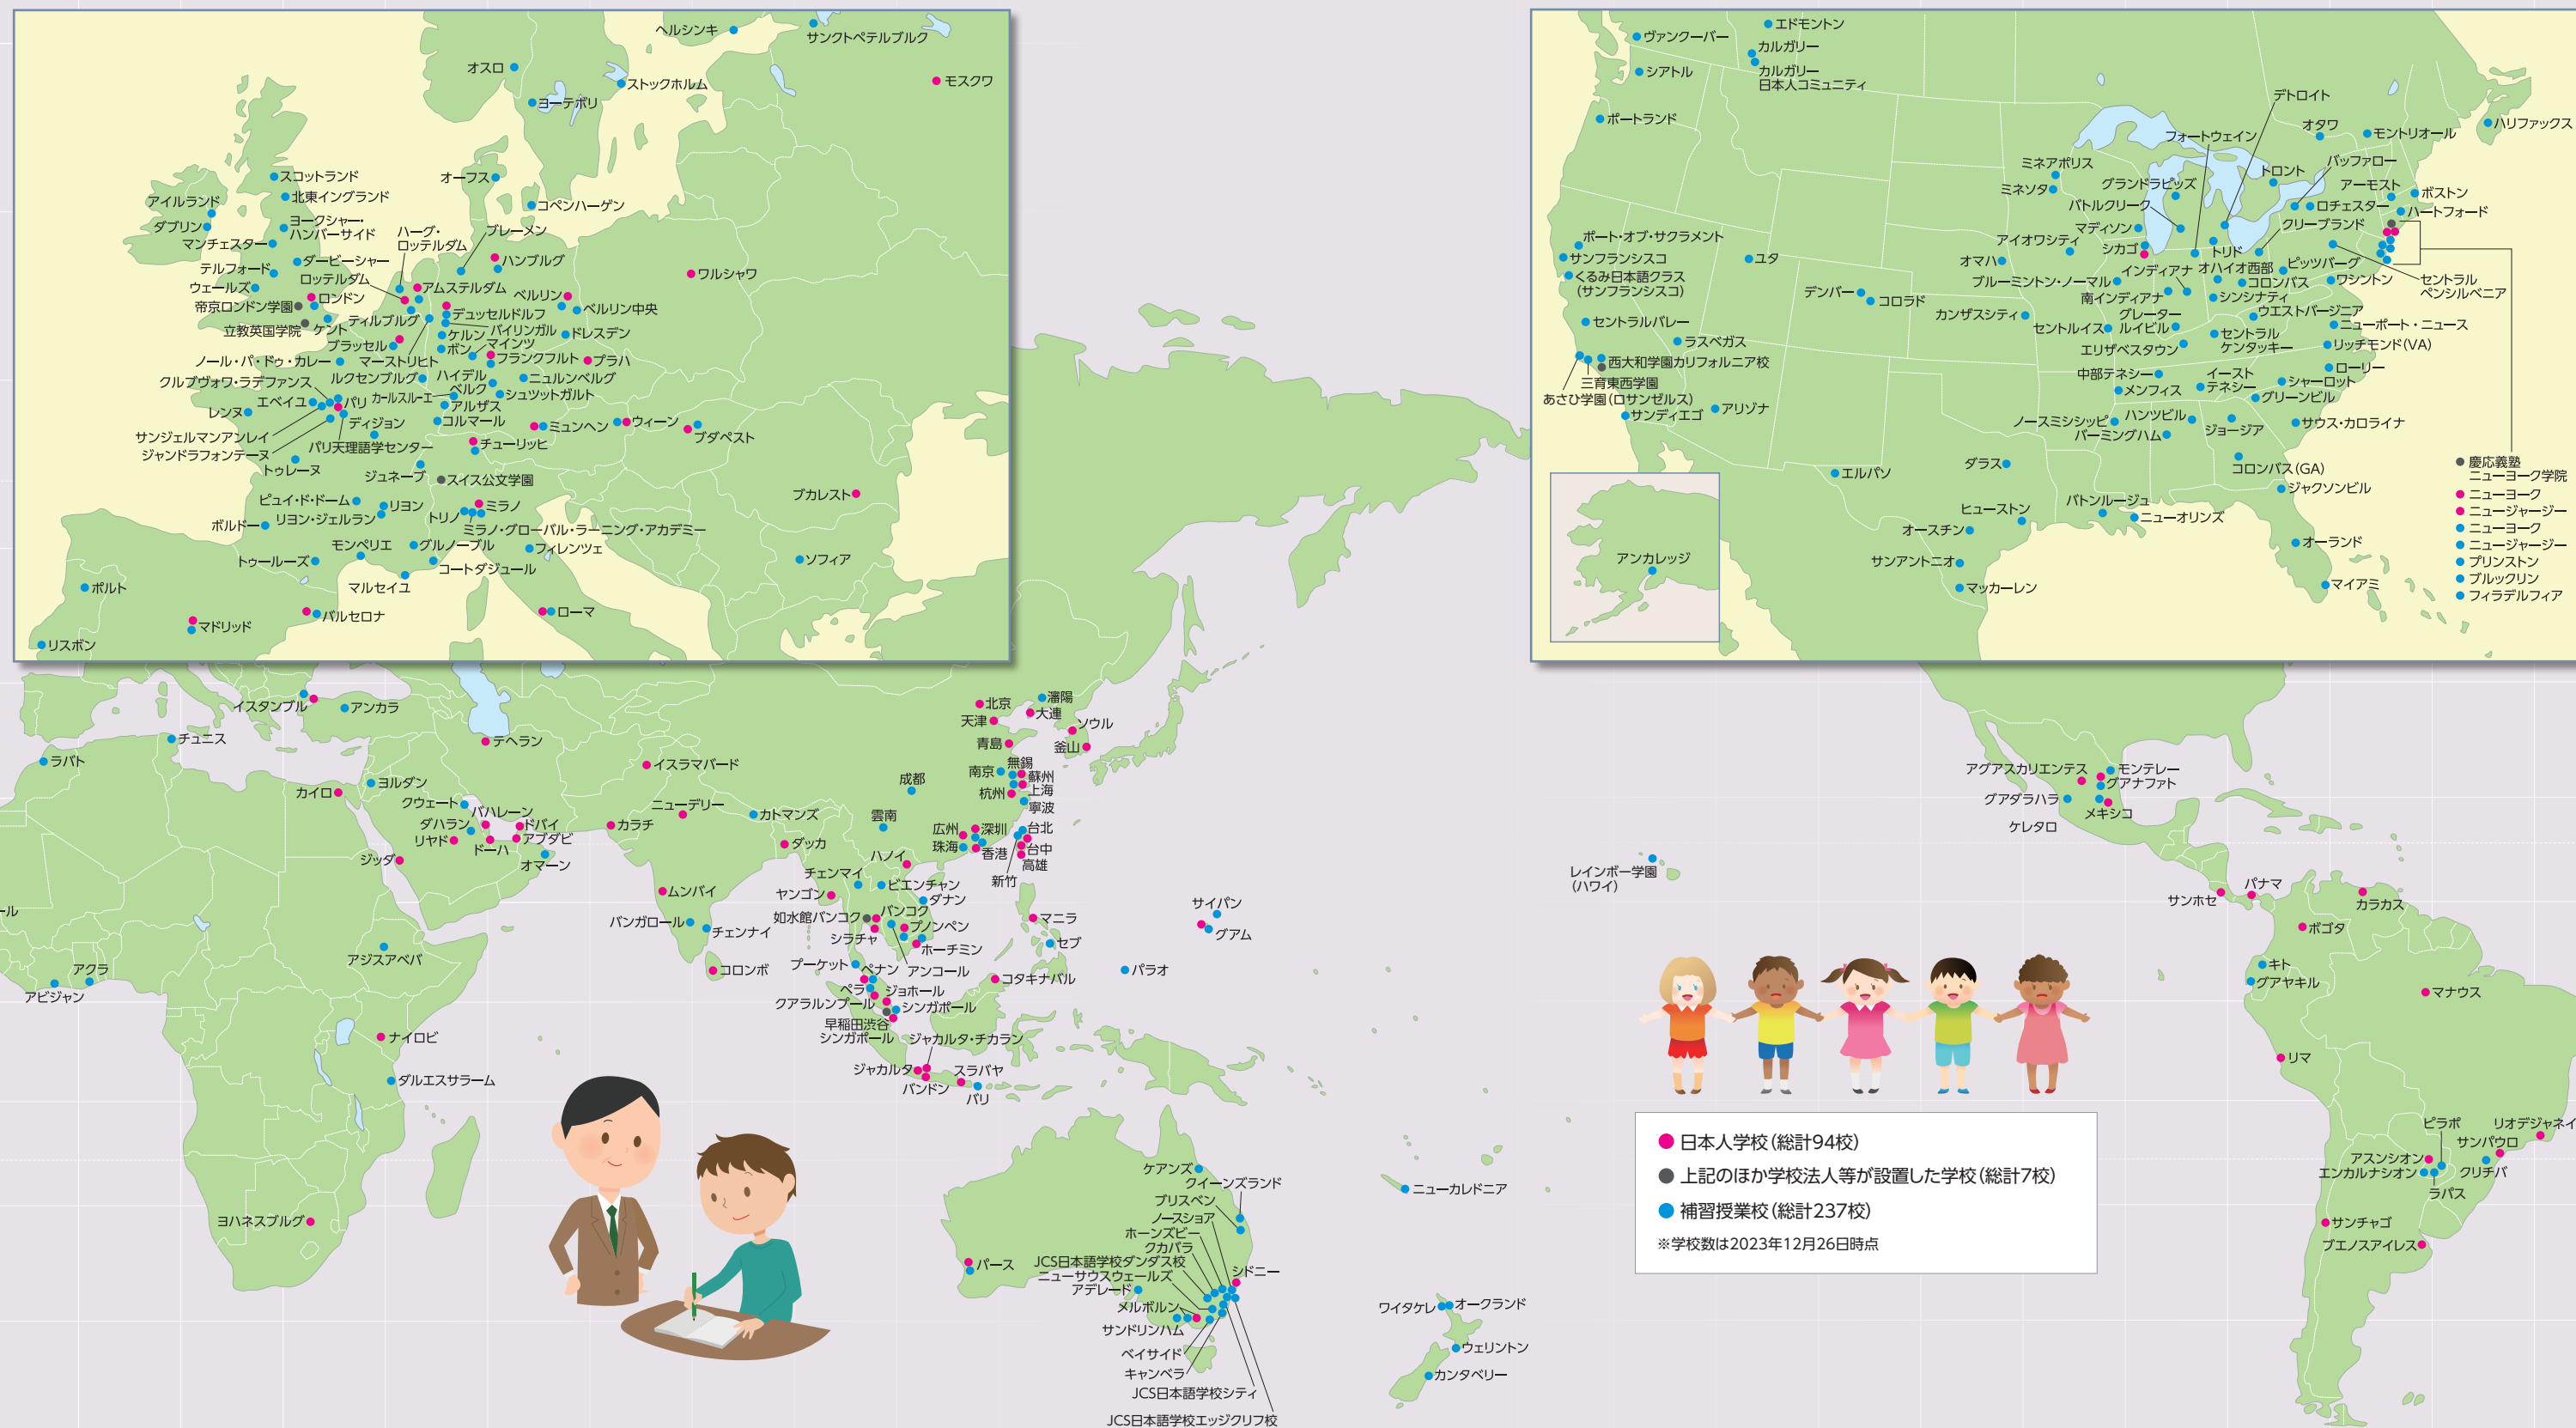 ヘルシンキ
サンクトペテルブルク
オスロ
ストックホルム
モスクワ
ヨーテボリ
スコットランド
オーフス
北東イングランド
アイルランド
コペンハーゲン
ダブリン
ヨークシャー・
ハンバーサイド
マンチェスター
ハーグ・
ロッテルダム
ブレーメン
ダービーシャー
ハンブルグ
テルフォード
ロッテルダム
ワルシャワ
ウェールズ
アムステルダム
ロンドン
ベルリン
帝京ロンドン学園
ベルリン中央
デュッセルドルフ
立教英国学院
ケント
ティルブルグ
バイリンガル
ドレスデン
ケルン
ブラッセル
ボン
マインツ
ノール・パ・ドゥ・カレー
マーストリヒト
フランクフルト
プラハ
クルブヴォワ・ラデファンス
ルクセンブルグ
ハイデル
ベルク
ニュルンベルグ
エベイユ
パリ
カールスルーエ
シュツットガルト
レンヌ
アルザス
ディジョン
コルマール
ミュンヘン
ウィーン
サンジェルマンアンレイ
ブダペスト
ジャンドラフォンテーヌ
パリ天理語学センター
チューリッヒ
トゥレーヌ
ジュネーブ
スイス公文学園
ブカレスト
ピュイ・ド・ドーム
リヨン
ミラノ
リヨン・ジェルラン
トリノ
ボルドー
ミラノ・グローバル・ラーニング・アカデミー
モンペリエ
グルノーブル
フィレンツェ
トゥールーズ
コートダジュール
ソフィア
マルセイユ
ポルト
バルセロナ
ローマ
マドリッド
リスボン
エドモントン
ヴァンクーバー
カルガリー
シアトル
カルガリー
日本人コミュニティ
デトロイト
ポートランド
フォートウェイン
オタワ
モントリオール
ハリファックス
ミネアポリス
バッファロー
トロント
ミネソタ
グランドラピッズ
アーモスト
ボストン
バトルクリーク
ロチェスター
ハートフォード
マディソン
クリーブランド
ポート・オブ・サクラメント
アイオワシティ
シカゴ
トリド
サンフランシスコ
ユタ
オマハ
インディアナ
オハイオ西部
ピッツバーグ
くるみ日本語クラス
(サンフランシスコ)
ブルーミントン・ノーマル
コロンバス
ワシントン
セントラル
ペンシルベニア
デンバー
コロラド
南インディアナ
シンシナティ
カンザスシティ
グレーター
ルイビル
ウエストバージニア
セントラルバレー
セントルイス
セントラル
ケンタッキー
ニューポート・ニュース
ラスベガス
エリザベスタウン
リッチモンド(VA)
西大和学園カリフォルニア校
中部テネシー
イースト
テネシー
ローリー
三育東西学園
メンフィス
シャーロット
あさひ学園(ロサンゼルス)
グリーンビル
サンディエゴ
アリゾナ
ノースミシシッピ
ハンツビル
ジョージア
サウス・カロライナ
バーミングハム
エルパソ
ダラス
コロンバス(GA)
ジャクソンビル
慶応義塾
ニューヨーク学院
ニューヨーク
ニュージャージー
ニューヨーク
ニュージャージー
プリンストン
ブルックリン
フィラデルフィア
ヒューストン
バトンルージュ
ニューオリンズ
オースチン
オーランド
アンカレッジ
サンアントニオ
マッカーレン
マイアミ
イスタンブル
アンカラ
チュニス
テヘラン
ラバト
ヨルダン
カイロ
クウェート
バハレーン
ダハラン
ドバイ
リヤド
アブダビ
ドーハ
ジッダ
オマーン
ール
アジスアベバ
アクラ
アビジャン
ナイロビ
ダルエスサラーム
ヨハネスブルグ
北京
瀋陽
天津
大連
ソウル
青島
釜山
イスラマバード
南京
無錫
蘇州
成都
杭州
上海
寧波
ニューデリー
カトマンズ
雲南
カラチ
広州
深圳
台北
ダッカ
珠海
香港
台中
ハノイ
高雄
新竹
チェンマイ
ムンバイ
ヤンゴン
ビエンチャン
ダナン
サイパン
如水館バンコク
バンコク
マニラ
バンガロール
チェンナイ
プノンペン
グアム
シラチャ
ホーチミン
セブ
プーケット
ペナン
アンコール
コロンボ
コタキナバル
パラオ
ペラ
ジョホール
クアラルンプール
シンガポール
早稲田渋谷
シンガポール
ジャカルタ・チカラン
ジャカルタ
スラバヤ
バンドン
バリ
ケアンズ
クイーンズランド
ブリスベン
ニューカレドニア
ノースショア
ホーンズビー
クカバラ
JCS日本語学校ダンダス校
パース
シドニー
ニューサウスウェールズ
アデレード
メルボルン
サンドリンハム
ワイタケレ
オークランド
ベイサイド
ウェリントン
キャンベラ
カンタベリー
JCS日本語学校シティ
JCS日本語学校エッジクリフ校
アグアスカリエンテス
モンテレー
グアナファト
グアダラハラ
メキシコ
ケレタロ
レインボー学園
(ハワイ)
サンホセ
パナマ
カラカス
ボゴタ
キト
グアヤキル
マナウス
リマ
ピラポ
リオデジャネイ
サンパウロ
アスンシオン
エンカルナシオン
クリチバ
ラパス
サンチャゴ
ブエノスアイレス
日本人学校(総計94校)
上記のほか学校法人等が設置した学校(総計7校)
補習授業校(総計237校)
※学校数は2023年12月26日時点